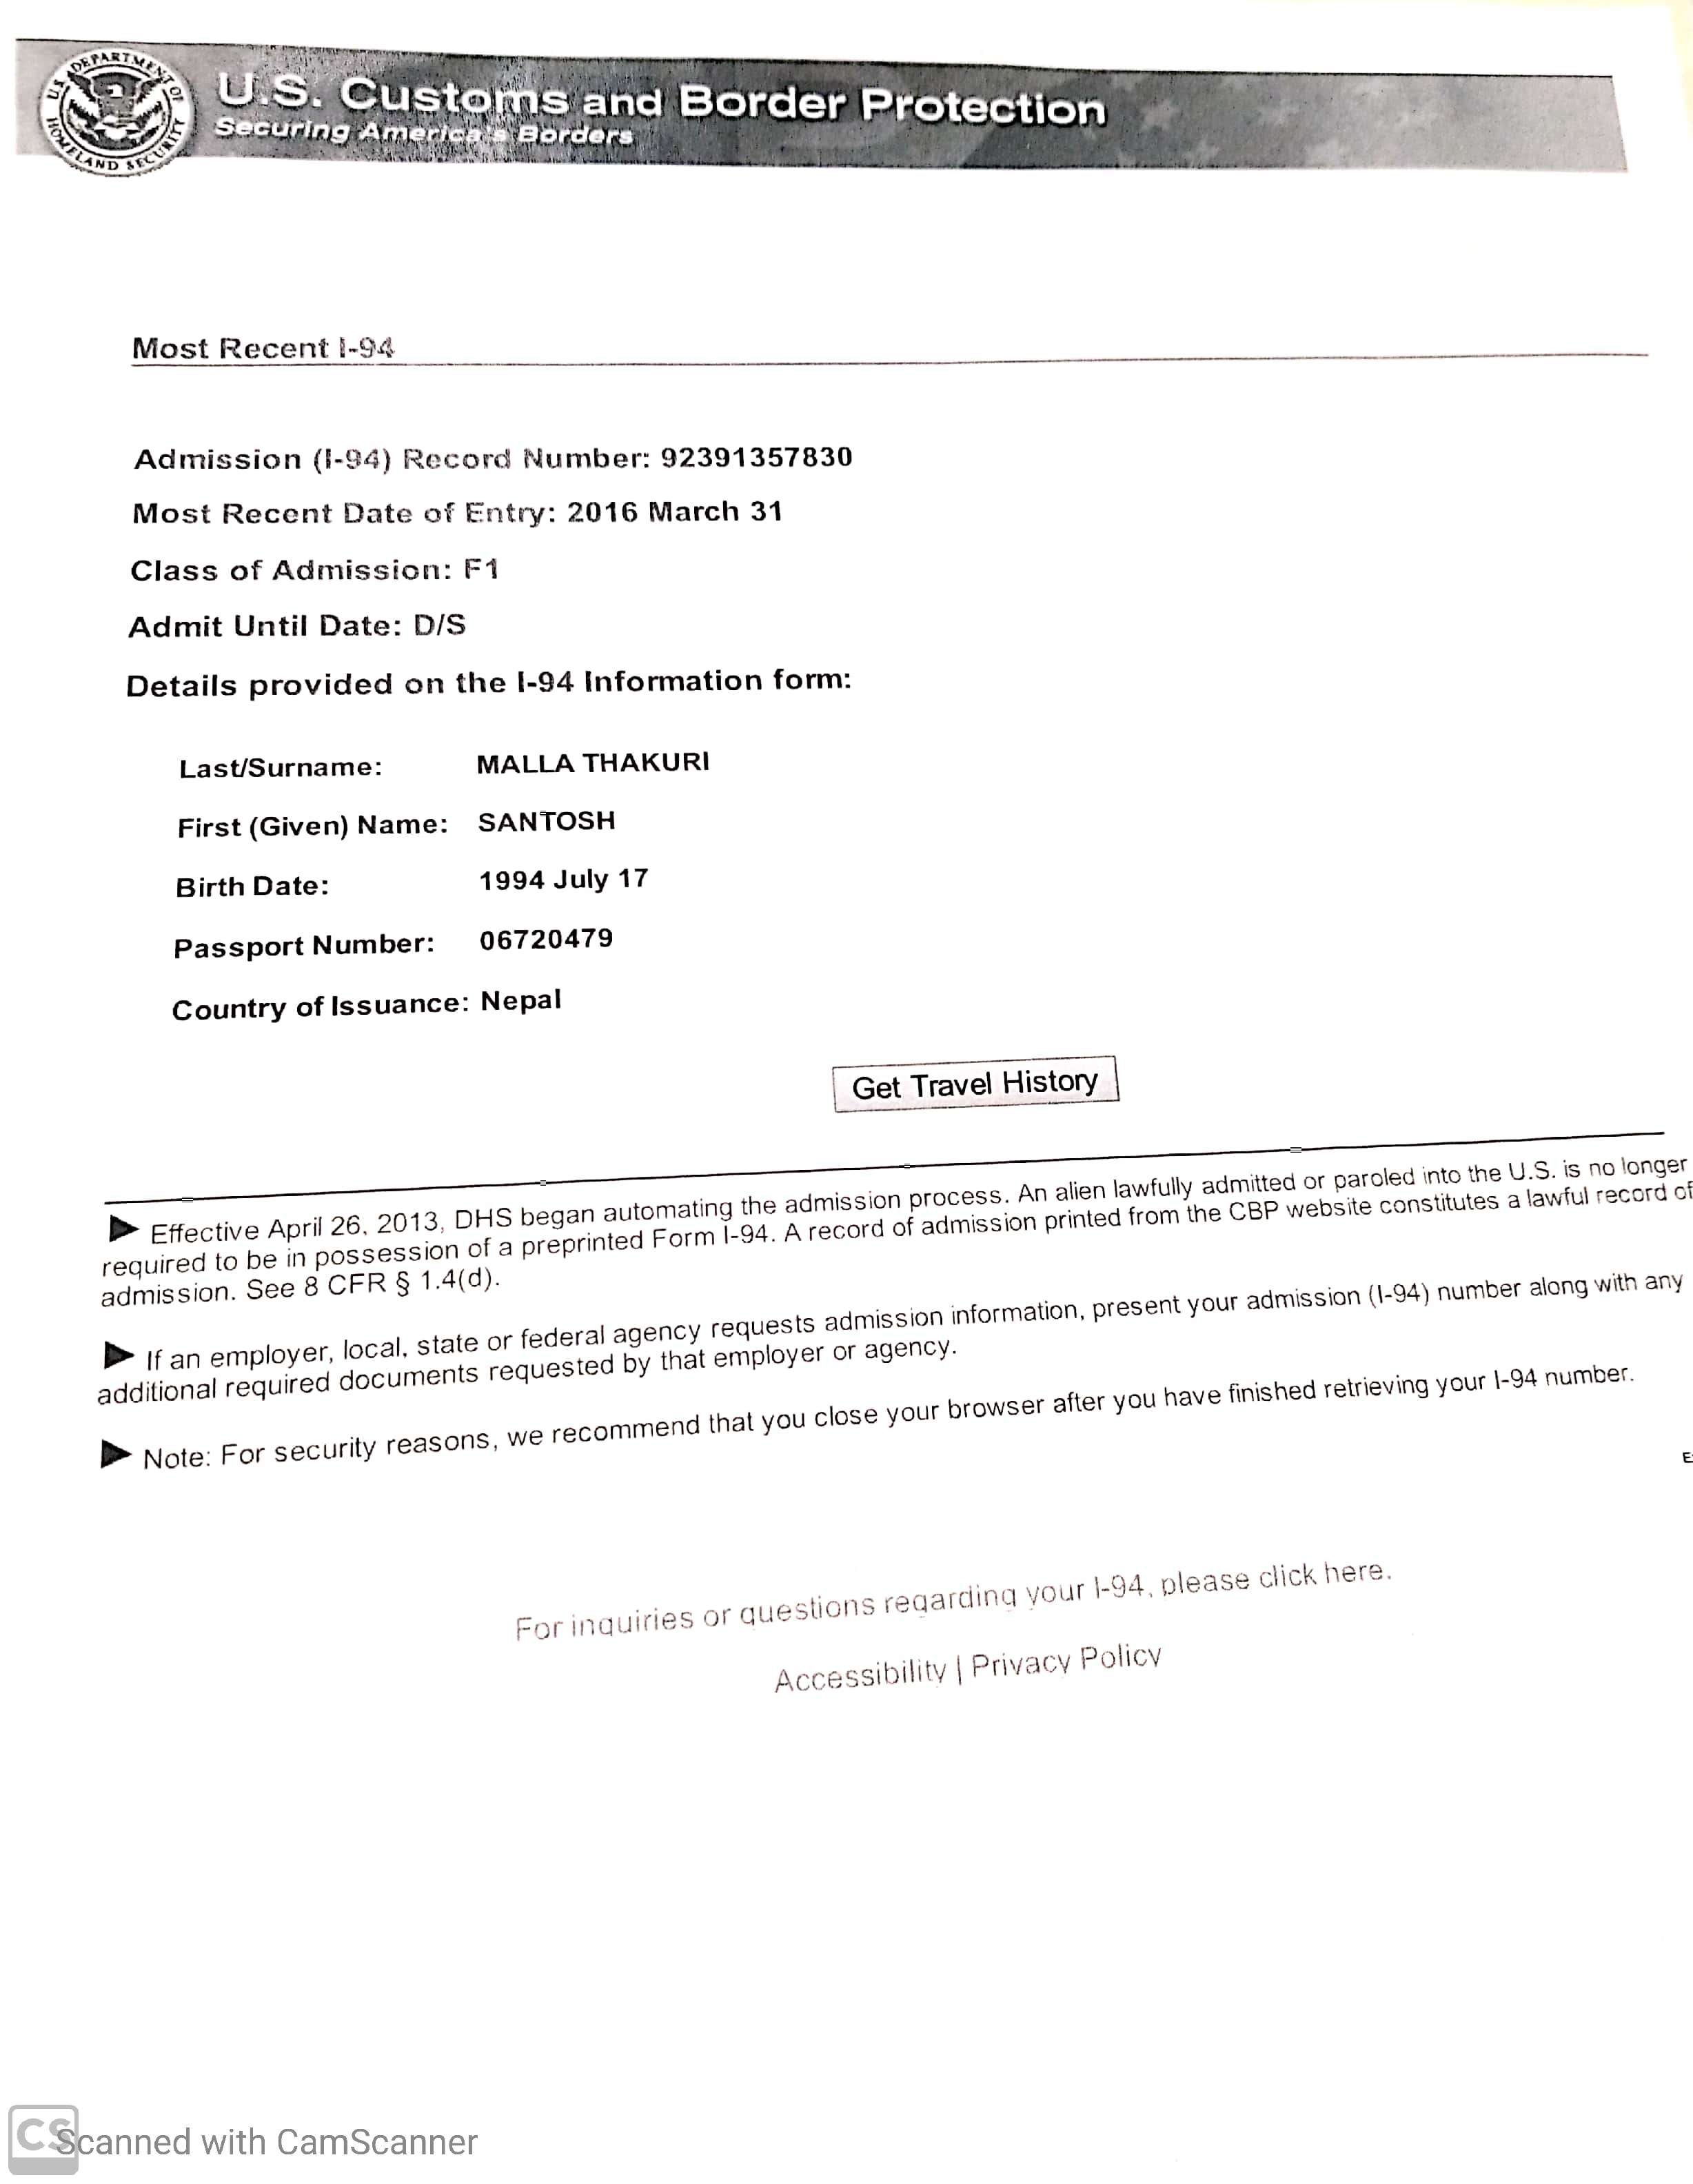 U.S. DEPARTMENT OF HOMELAND SECURITY
U.S. Customs and Border Protection
Securing America's Borders
Most Recent I-94
Admission (I-94) Record Number: 92391357830
Most Recent Date of Entry: 2016 March 31
Class of Admission: F1
Admit Until Date: D/S
Details provided on the I-94 Information form:
Last/Surname: MALLA THAKURI
First (Given) Name: SANTOSH
Birth Date: 1994 July 17
Passport Number: 06720479
Country of Issuance: Nepal
Get Travel History
► Effective April 26, 2013, DHS began automating the admission process. An alien lawfully admitted or paroled into the U.S. is no longer
required to be in possession of a preprinted Form I-94. A record of admission printed from the CBP website constitutes a lawful record of
admission. See 8 CFR § 1.4(d).
► If an employer, local, state or federal agency requests admission information, present your admission (I-94) number along with any
additional required documents requested by that employer or agency.
► Note: For security reasons, we recommend that you close your browser after you have finished retrieving your I-94 number.
For inquiries or questions regarding your I-94, please click here.
Accessibility | Privacy Policy
CS Scanned with CamScanner